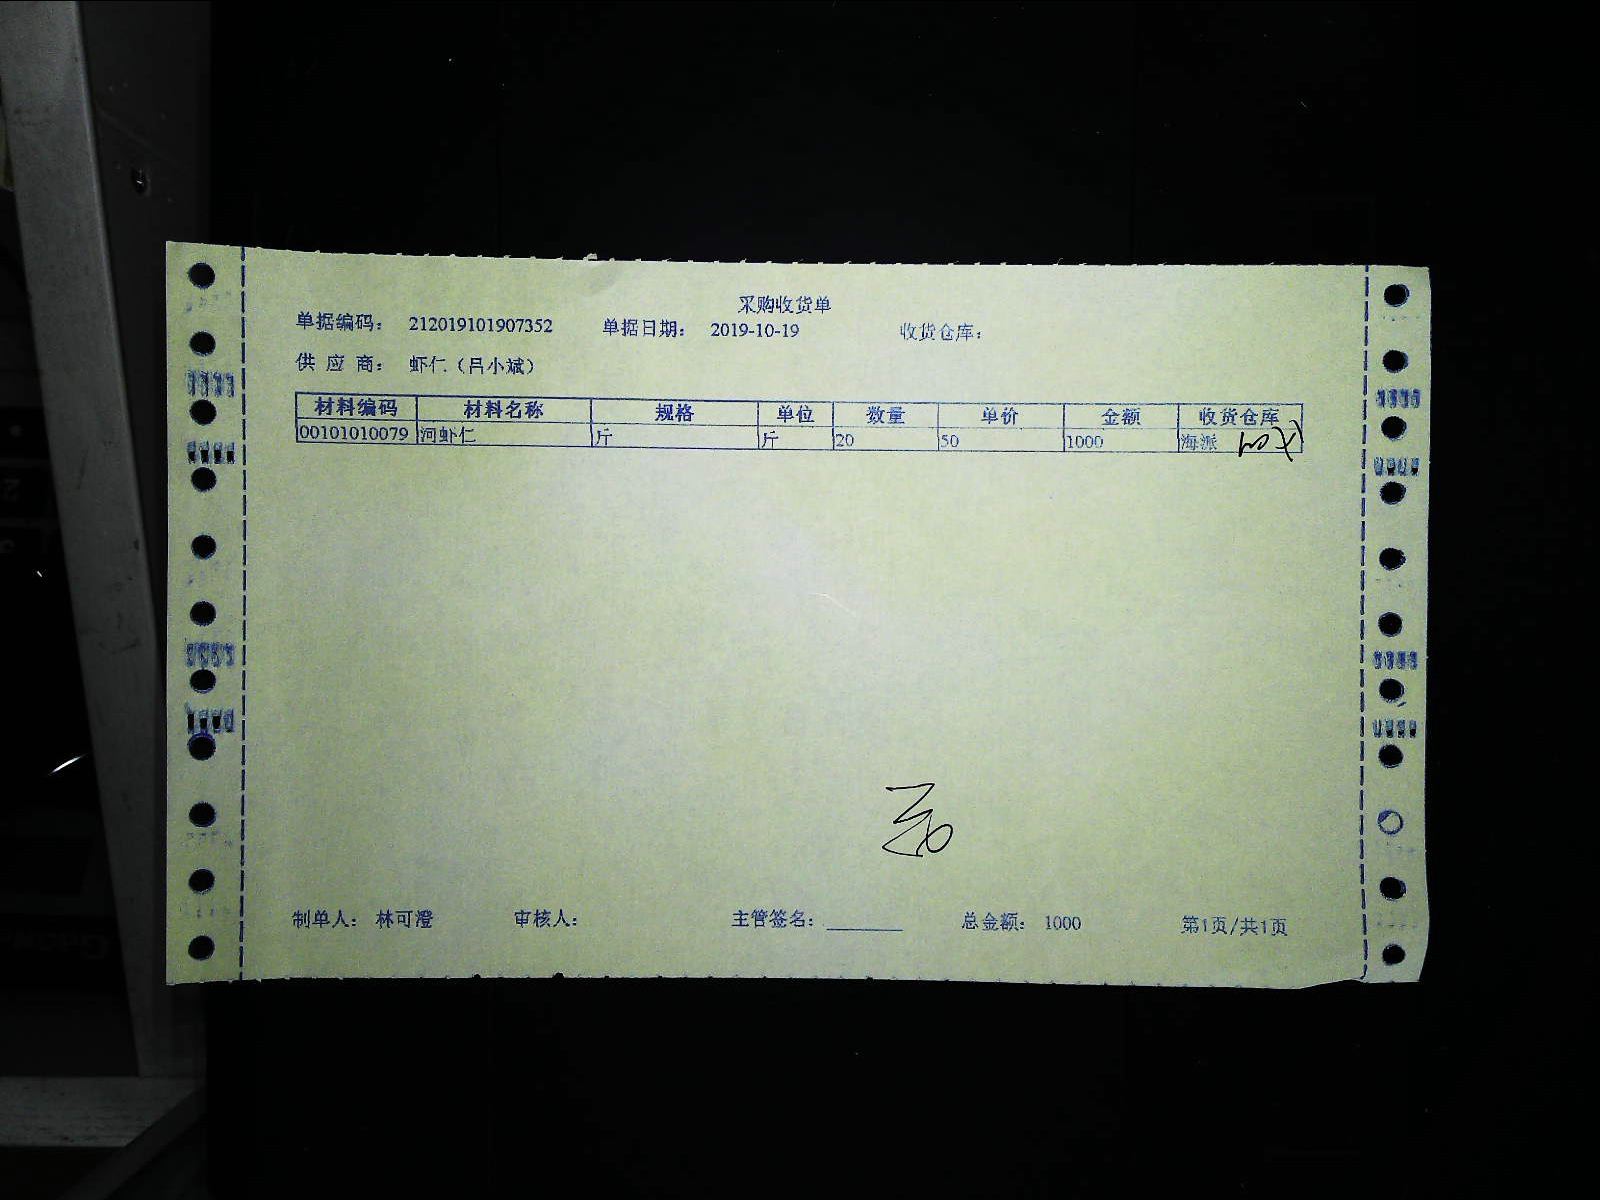 采购收货单
单据编码： 212019101907352 单据日期： 2019-10-19 收货仓库：
供 应 商： 虾仁（吕小斌）
材料编码 材料名称 规格 单位 数量 单价 金额 收货仓库
00101010079 河虾仁 斤 斤 20 50 1000 海派
制单人： 林可澄 审核人： 主管签名：________ 总金额： 1000 第1页/共1页